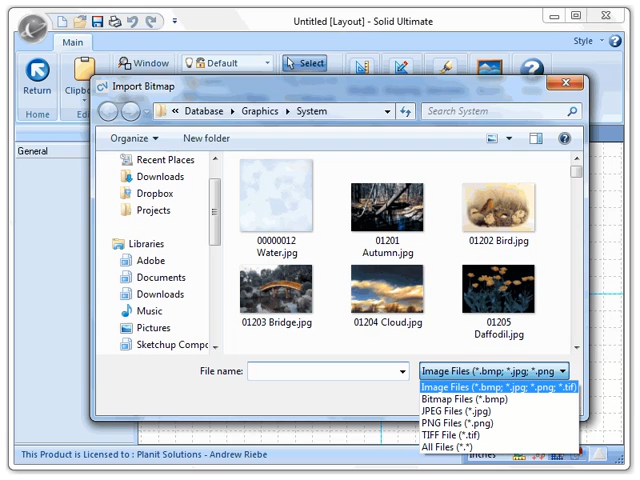 Untitled [Layout] - Solid Ultimate
Main
Style
Return
Clipbo
Window
Default
Select
Home
Edi
Import Bitmap
« Database Graphics System
Search System
Organize
New folder
General
Recent Places
Downloads
Dropbox
Projects
Libraries
Adobe
Documents
Downloads
Music
Pictures
Sketchup Compc
00000012
Water.jpg
01201
Autumn.jpg
01202 Bird.jpg
01203 Bridge.jpg
01204 Cloud.jpg
01205
Daffodil.jpg
File name:
Image Files (*.bmp; *.jpg; *.png
Image Files (*.bmp; *.jpg; *.png; *.tif)
Bitmap Files (*.bmp)
JPEG Files (*.jpg)
PNG Files (*.png)
TIFF File (*.tif)
All Files (*.*)
This Product is Licensed to : Planit Solutions - Andrew Riebe
Inches